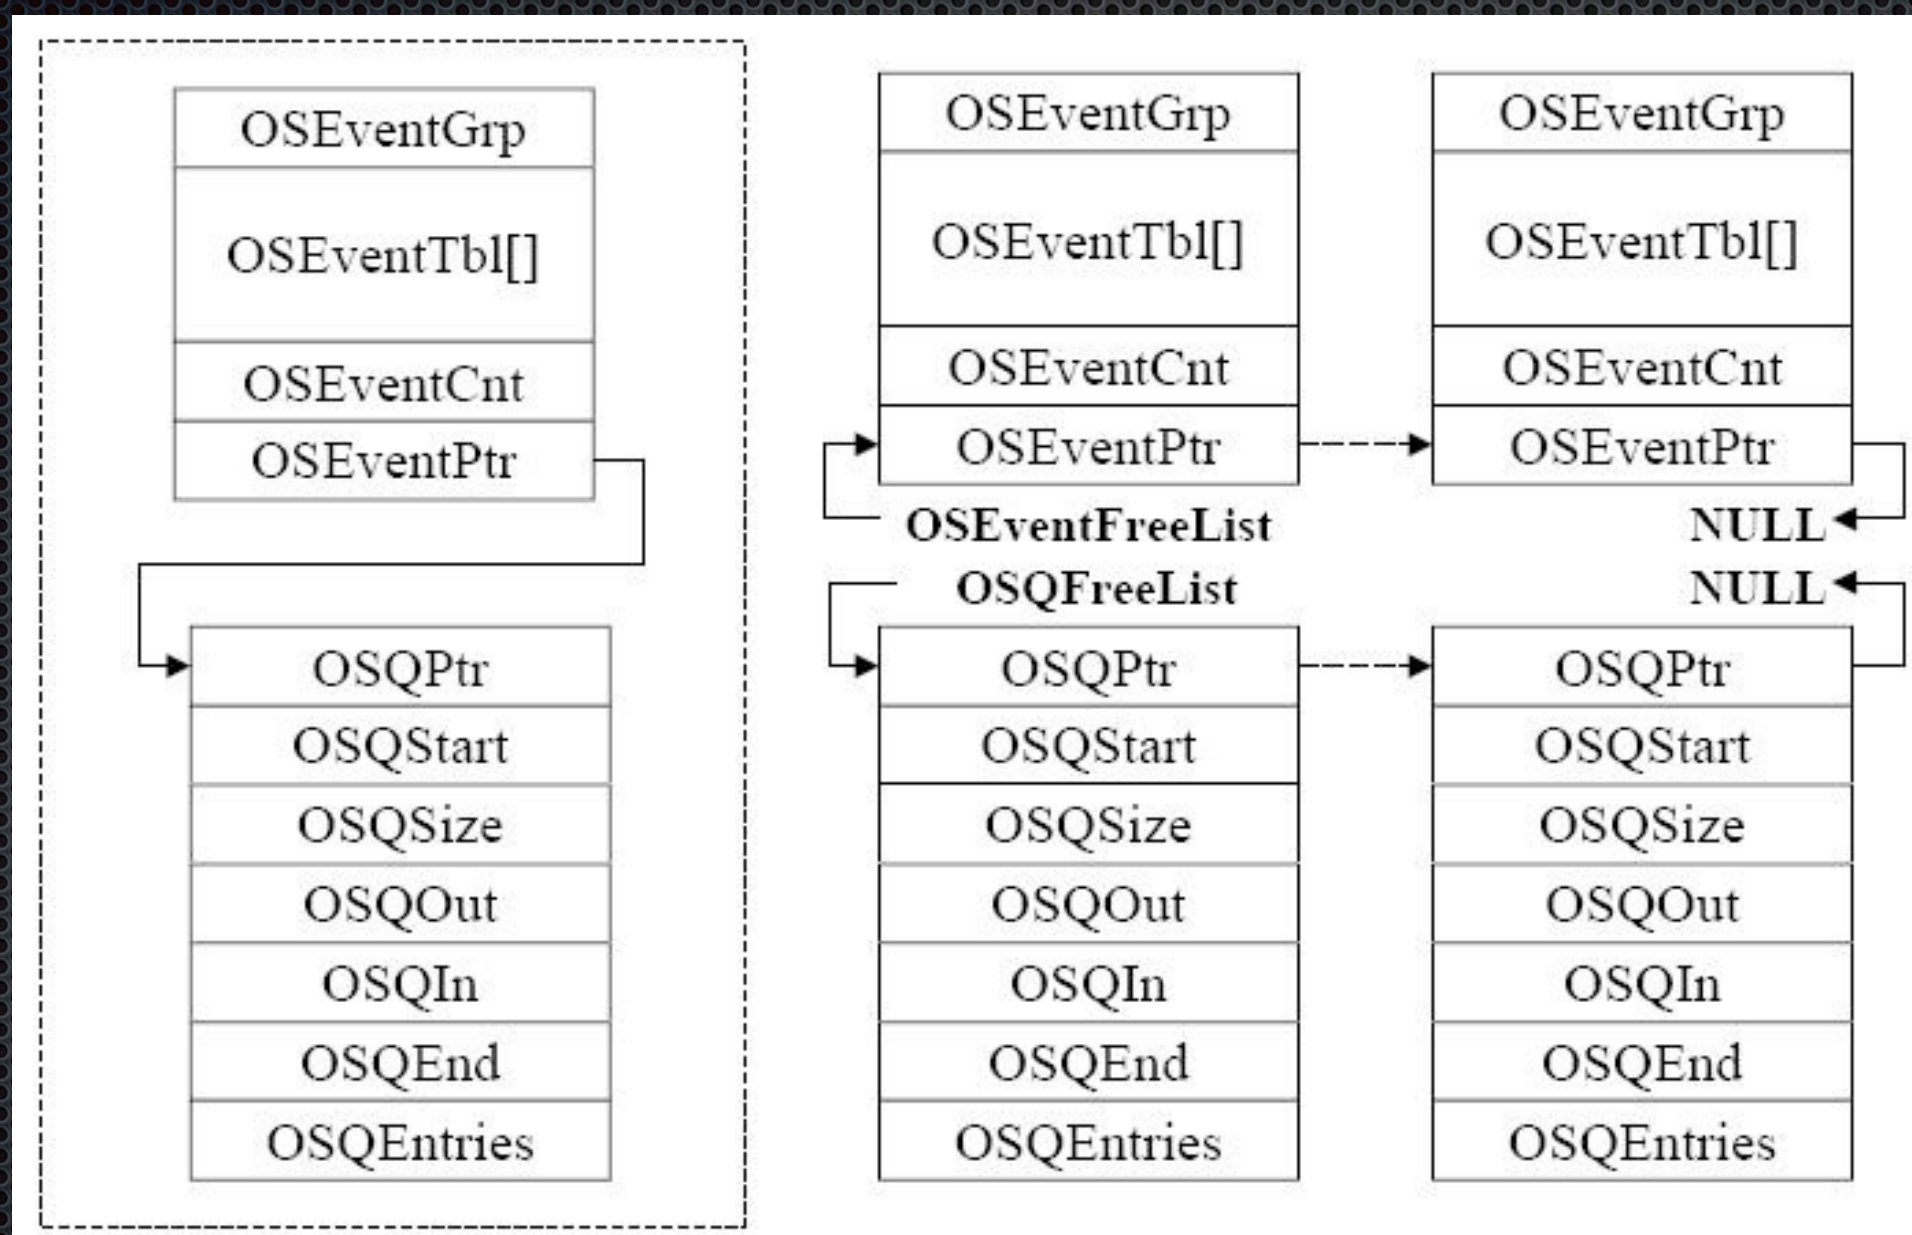 OSEventGrp
OSEventTbl[]
OSEventCnt
OSEventPtr
OSQPtr
OSQStart
OSQSize
OSQOut
OSQIn
OSQEnd
OSQEntries
OSEventGrp
OSEventTbl[]
OSEventCnt
OSEventPtr
OSEventFreeList
OSQFreeList
OSQPtr
OSQStart
OSQSize
OSQOut
OSQIn
OSQEnd
OSQEntries
OSEventGrp
OSEventTbl[]
OSEventCnt
OSEventPtr
NULL
NULL
OSQPtr
OSQStart
OSQSize
OSQOut
OSQIn
OSQEnd
OSQEntries